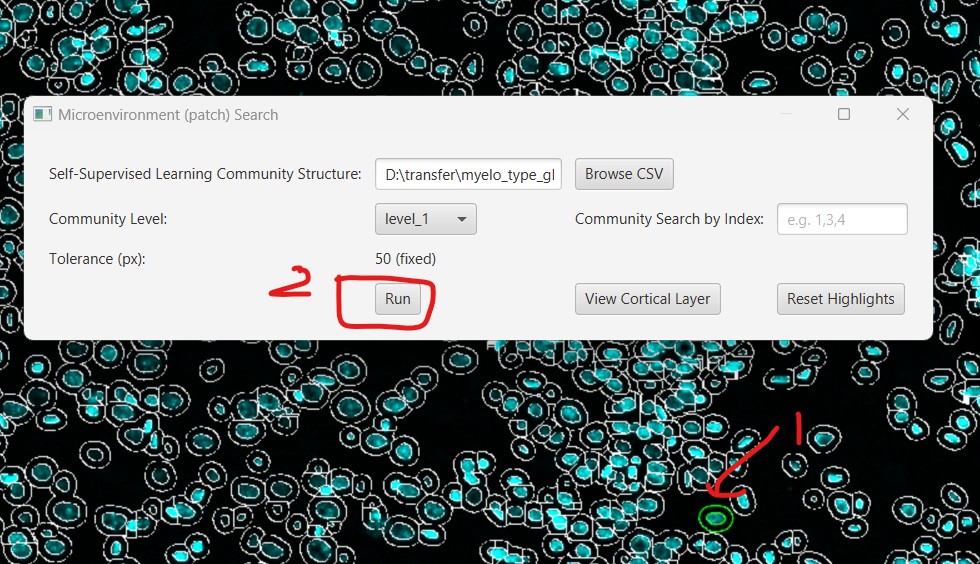 Microenvironment (patch) Search
Self-Supervised Learning Community Structure: D:\transfer\myelo_type_gl Browse CSV
Community Level: level_1 Community Search by Index: e.g. 1,3,4
Tolerance (px): 50 (fixed)
2 Run View Cortical Layer Reset Highlights
1